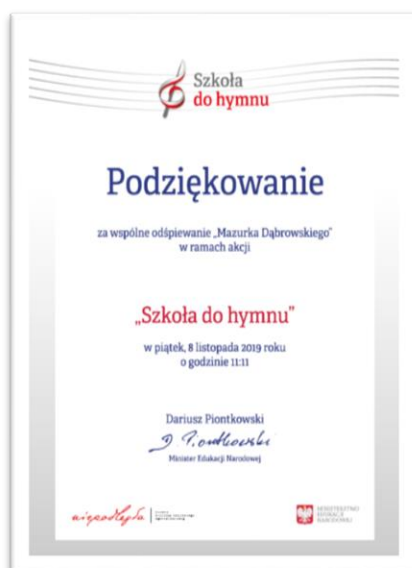 Szkoła
do hymnu
Podziękowanie
za wspólne odśpiewanie „Mazurka Dąbrowskiego”
w ramach akcji
„Szkoła do hymnu”
w piątek, 8 listopada 2019 roku
o godzinie 11:11
Dariusz Piontkowski
D. Piontkowski
Minister Edukacji Narodowej
niepodległa
MINISTERSTWO
EDUKACJI
NARODOWEJ